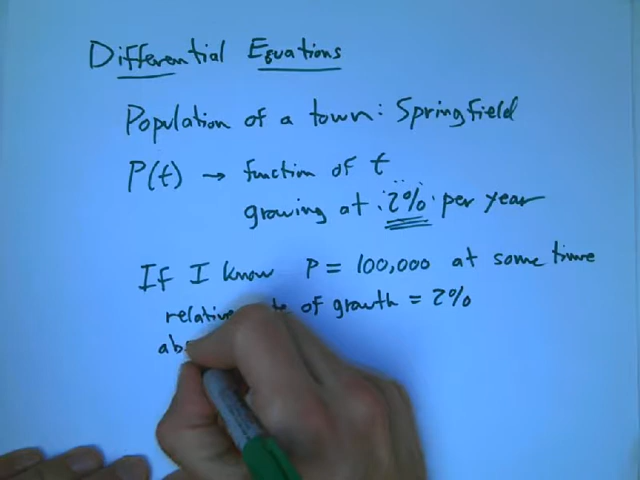 Differential Equations
Population of a town: Springfield
P(t) → function of t
growing at 2% per year
If I know P = 100,000 at some time
relative of growth = 2%
abs